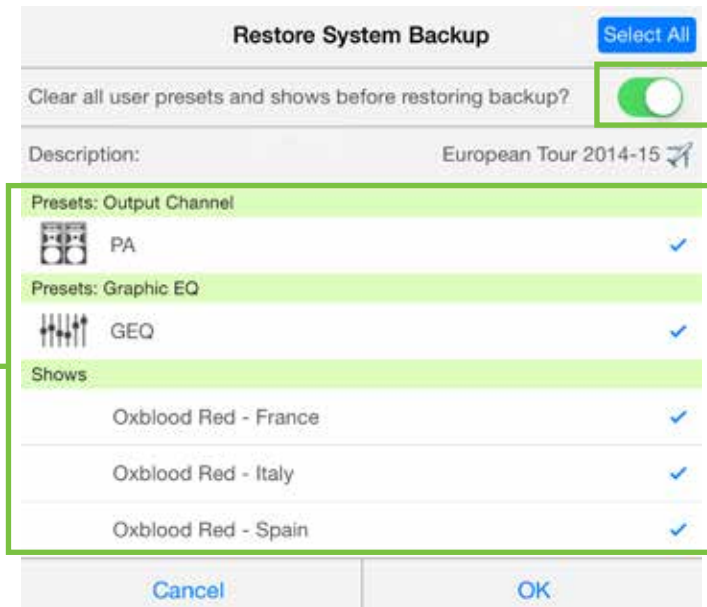 Restore System Backup
Select All
Clear all user presets and shows before restoring backup?
Description:
European Tour 2014-15
Presets: Output Channel
PA
Presets: Graphic EQ
GEQ
Shows
Oxblood Red - France
Oxblood Red - Italy
Oxblood Red - Spain
Cancel
OK